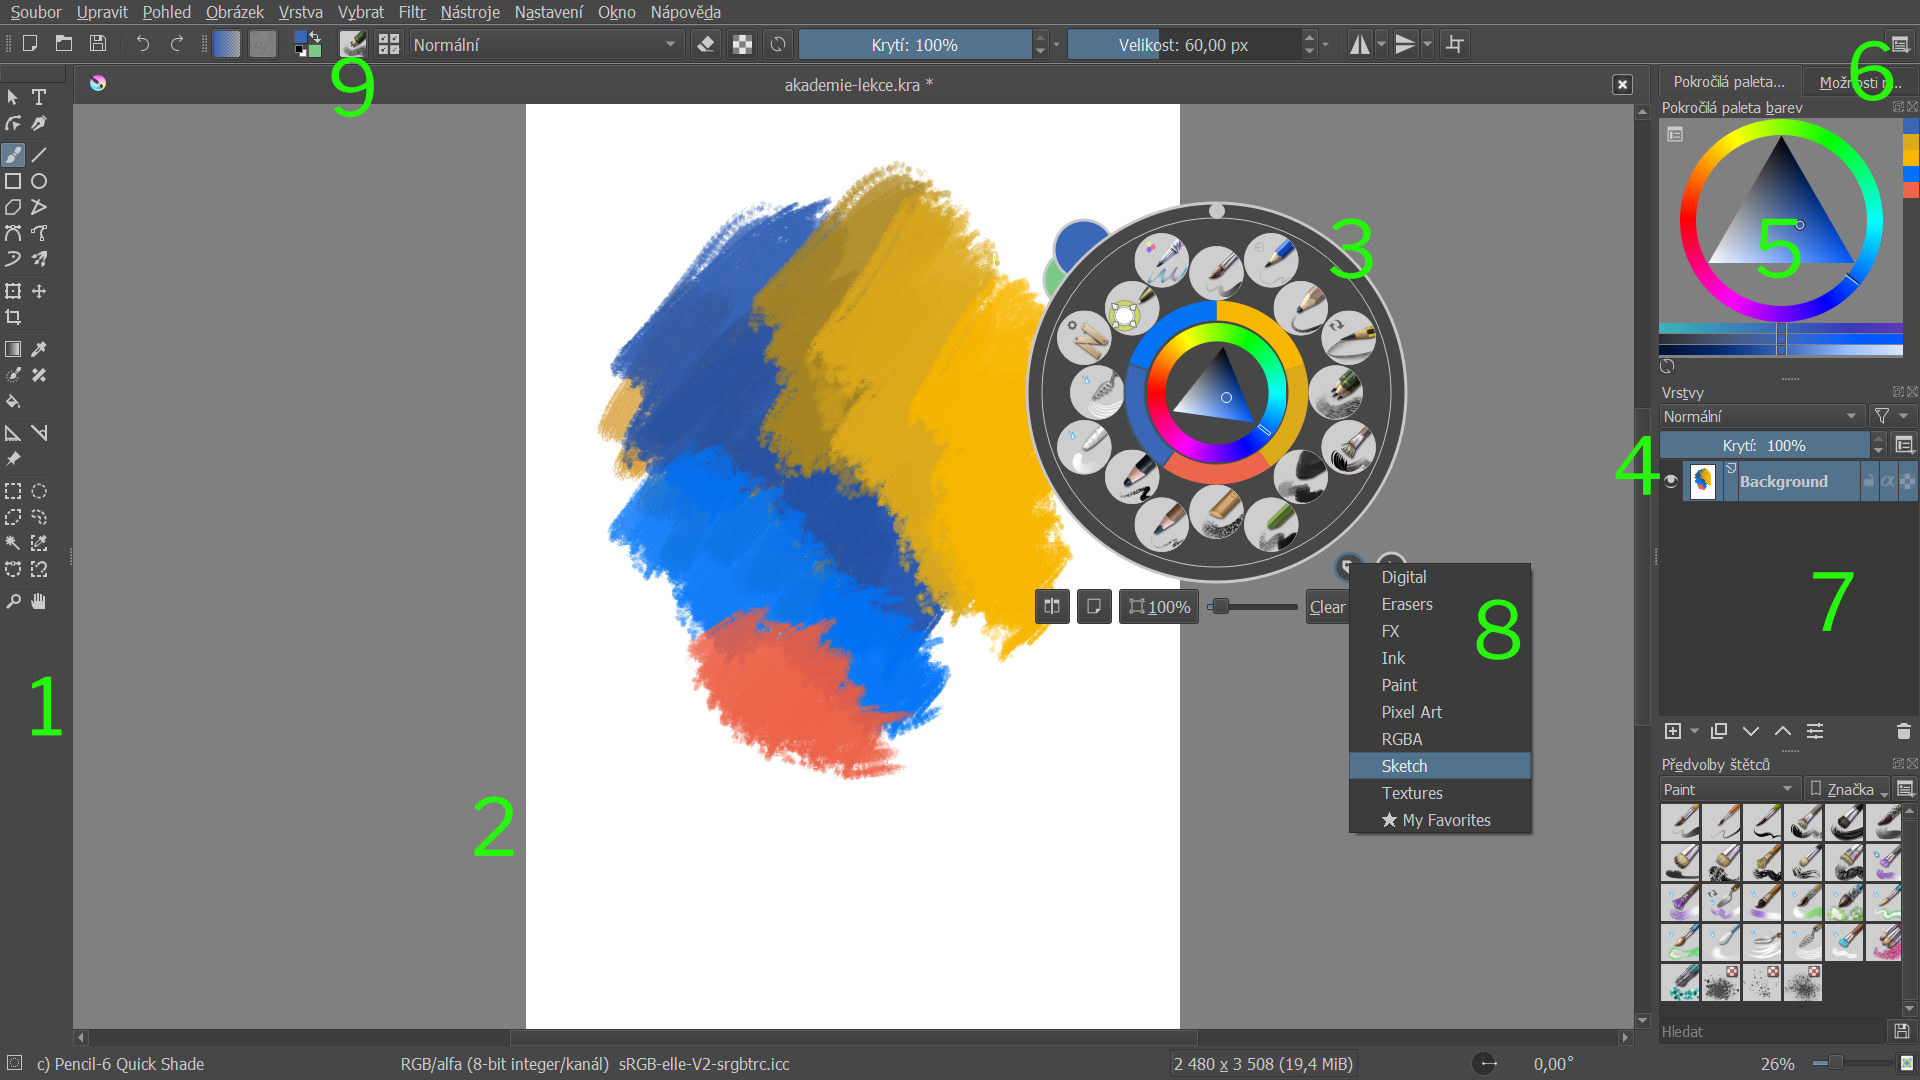 Soubor Upravit Pohled Obrázek Vrstva Vybrat Filtr Nástroje Nastavení Okno Nápověda
Normální Krytí: 100% Velikost: 60,00 px
9
6
akademie-lekce.kra *
Pokročilá paleta... Možnosti n...
Pokročilá paleta barev
3
5
Vrstvy
Normální
Krytí: 100%
4
Background
Digital
Erasers
FX
Ink
Paint
Pixel Art
RGBA
Sketch
Textures
My Favorites
8
7
100%
Clear
1
2
Předvolby štětců
Paint Značka
Hledat
c) Pencil-6 Quick Shade RGB/alfa (8-bit integer/kanál) sRGB-elle-V2-srgbtrc.icc 2 480 x 3 508 (19,4 MiB) 0,00° 26%